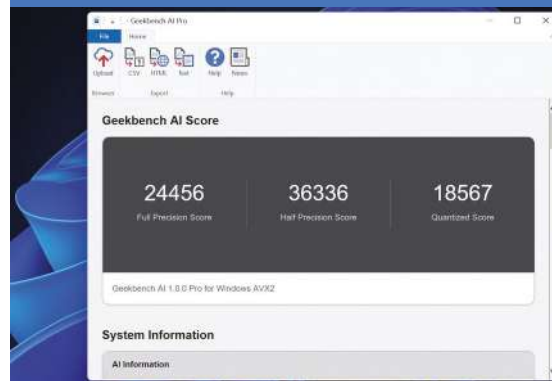 Geekbench AI Pro
File Home
Upload CSV HTML Text Help News
Browser Export Help
Geekbench AI Score
24456 36336 18567
Full Precision Score Half Precision Score Quantized Score
Geekbench AI 1.0.0 Pro for Windows AVX2
System Information
AI Information